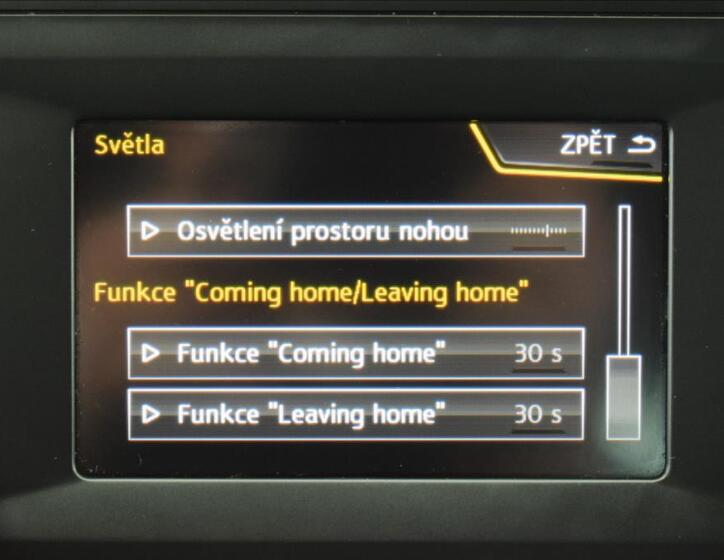 Světla
ZPĚT
Osvětlení prostoru nohou
Funkce "Coming home/Leaving home"
Funkce "Coming home" 30 s
Funkce "Leaving home" 30 s